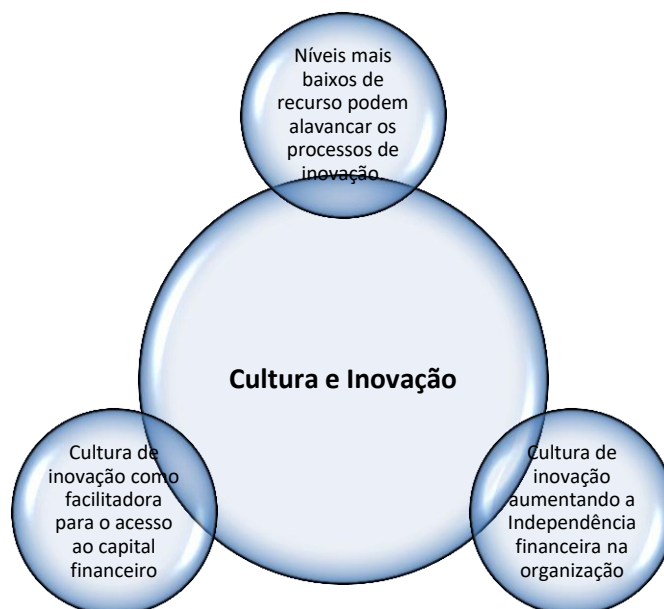 Níveis mais
baixos de
recurso podem
alavancar os
processos de
inovação.
Cultura e Inovação
Cultura de
inovação como
facilitadora
para o acesso
ao capital
financeiro
Cultura de
inovação
aumentando a
Independência
financeira na
organização